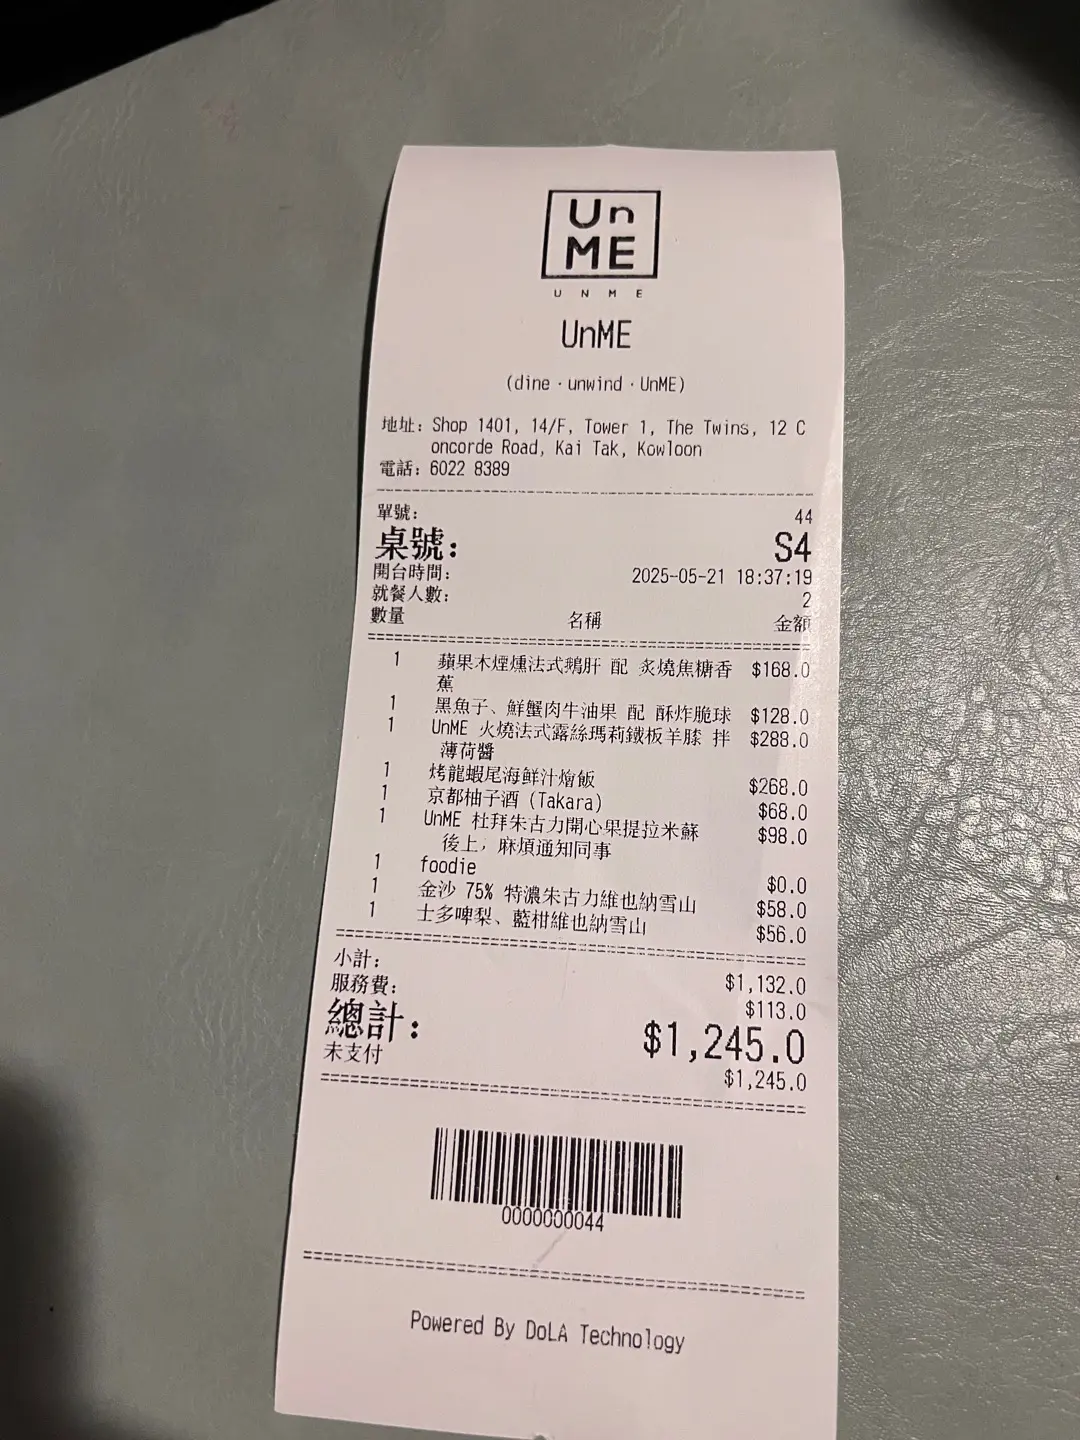 Un
ME
UNME
UnME
(dine · unwind · UnME)
地址: Shop 1401, 14/F, Tower 1, The Twins, 12 C
oncorde Road, Kai Tak, Kowloon
電話: 6022 8389
單號: 44
桌號: S4
開台時間: 2025-05-21 18:37:19
就餐人數: 2
數量 名稱 金額
1 蘋果木煙燻法式鵝肝 配 炙燒焦糖香 $168.0
蕉
1 黑魚子、鮮蟹肉牛油果 配 酥炸脆球 $128.0
1 UnME 火燒法式露絲瑪莉鐵板羊膝 拌 $288.0
薄荷醬
1 烤龍蝦尾海鮮汁燴飯 $268.0
1 京都柚子酒 (Takara) $68.0
1 UnME 杜拜朱古力開心果提拉米蘇 $98.0
後上，麻煩通知同事
1 foodie $0.0
1 金沙 75% 特濃朱古力維也納雪山 $58.0
1 士多啤梨、藍柑維也納雪山 $56.0
小計: $1,132.0
服務費: $113.0
總計: $1,245.0
未支付 $1,245.0
0000000044
Powered By DoLA Technology